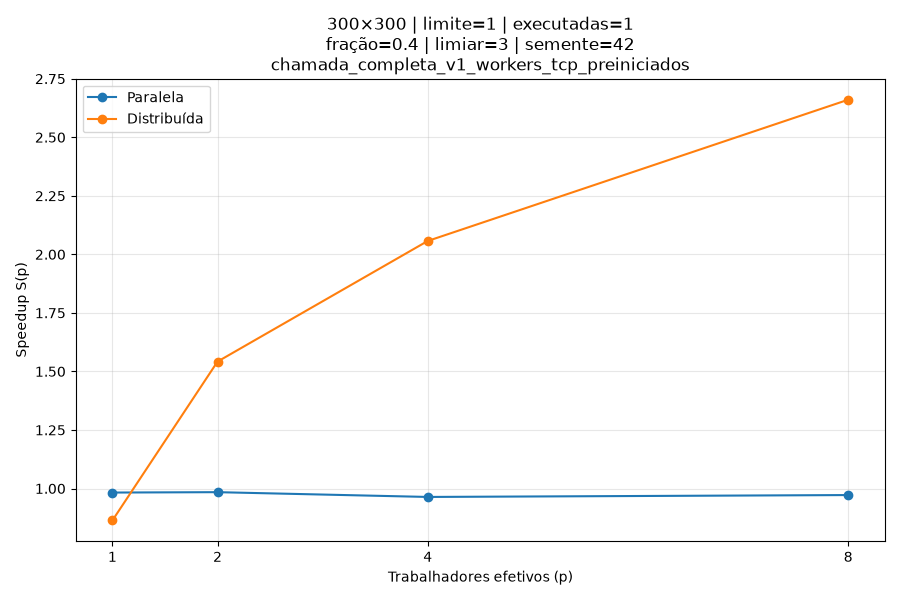 300×300 | limite=1 | executadas=1
fração=0.4 | limiar=3 | semente=42
chamada_completa_v1_workers_tcp_preiniciados
Paralela
Distribuída
2.75
2.50
2.25
2.00
1.75
1.50
1.25
1.00
Speedup S(p)
1 2 4 8
Trabalhadores efetivos (p)